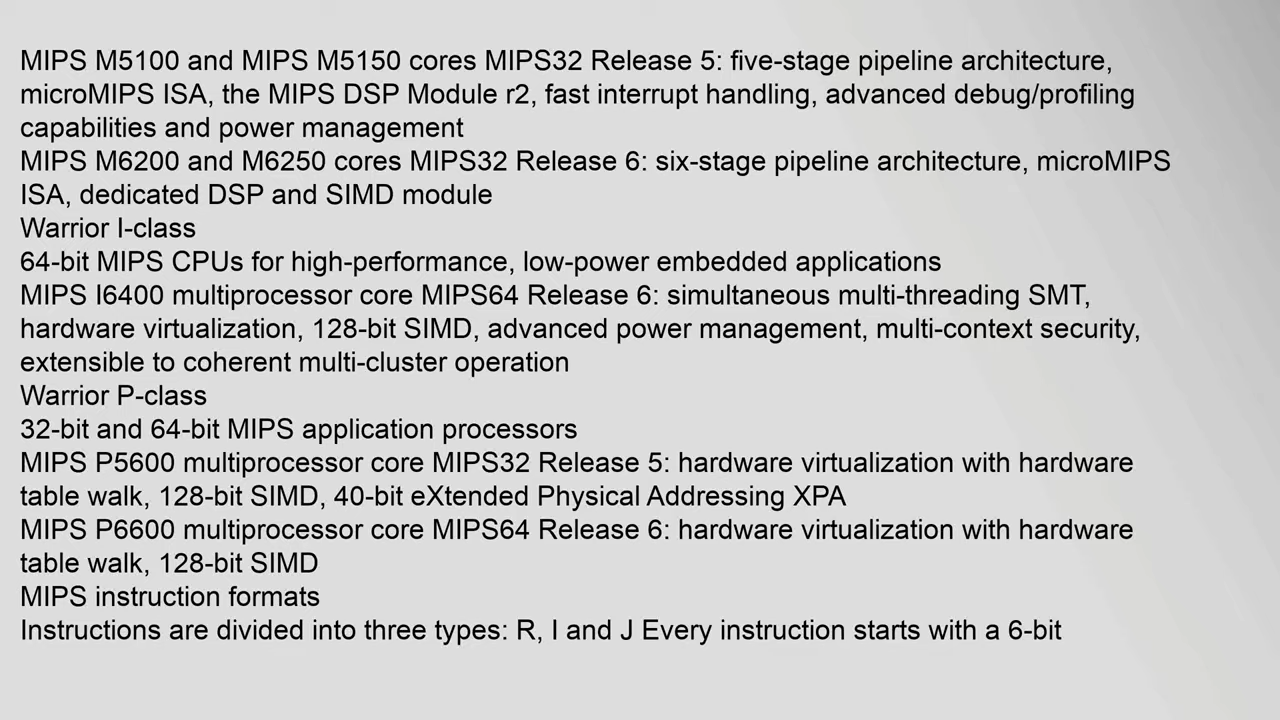 MIPS M5100 and MIPS M5150 cores MIPS32 Release 5: five-stage pipeline architecture,
microMIPS ISA, the MIPS DSP Module r2, fast interrupt handling, advanced debug/profiling
capabilities and power management
MIPS M6200 and M6250 cores MIPS32 Release 6: six-stage pipeline architecture, microMIPS
ISA, dedicated DSP and SIMD module
Warrior I-class
64-bit MIPS CPUs for high-performance, low-power embedded applications
MIPS I6400 multiprocessor core MIPS64 Release 6: simultaneous multi-threading SMT,
hardware virtualization, 128-bit SIMD, advanced power management, multi-context security,
extensible to coherent multi-cluster operation
Warrior P-class
32-bit and 64-bit MIPS application processors
MIPS P5600 multiprocessor core MIPS32 Release 5: hardware virtualization with hardware
table walk, 128-bit SIMD, 40-bit eXtended Physical Addressing XPA
MIPS P6600 multiprocessor core MIPS64 Release 6: hardware virtualization with hardware
table walk, 128-bit SIMD
MIPS instruction formats
Instructions are divided into three types: R, I and J Every instruction starts with a 6-bit